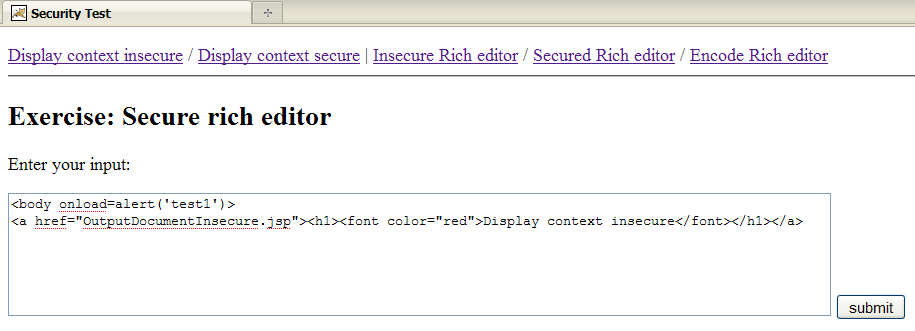 Security Test
Display context insecure / Display context secure | Insecure Rich editor / Secured Rich editor / Encode Rich editor
Exercise: Secure rich editor
Enter your input:
<body onload=alert('test1')>
<a href="OutputDocumentInsecure.jsp"><h1><font color="red">Display context insecure</font></h1></a>
submit